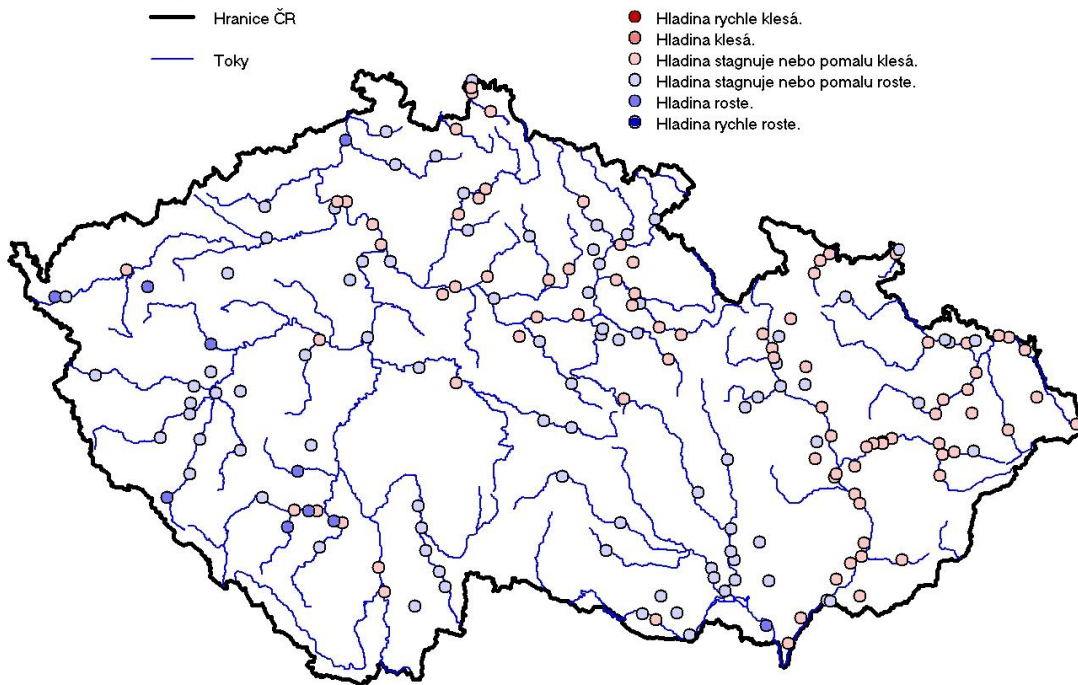 Hranice ČR
Toky
Hladina rychle klesá.
Hladina klesá.
Hladina stagnuje nebo pomalu klesá.
Hladina stagnuje nebo pomalu roste.
Hladina roste.
Hladina rychle roste.